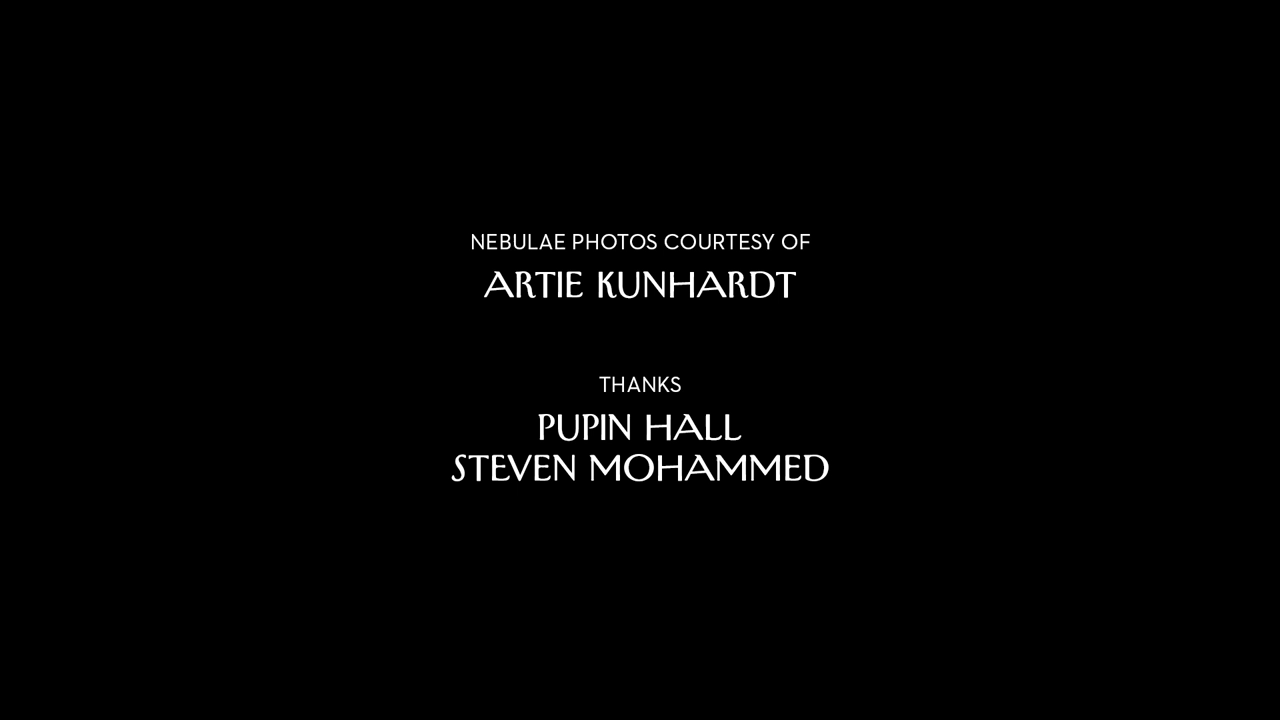 NEBULAE PHOTOS COURTESY OF
ARTIE KUNHARDT
THANKS
PUPIN HALL
STEVEN MOHAMMED